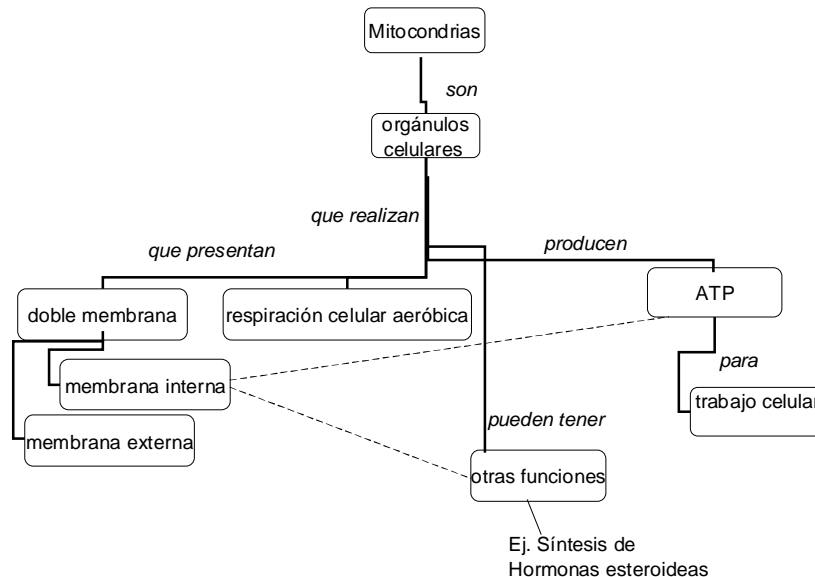 Mitocondrias
son
orgánulos
celulares
que realizan
que presentan
producen
doble membrana
respiración celular aeróbica
ATP
membrana interna
para
trabajo celular
membrana externa
pueden tener
otras funciones
Ej. Síntesis de
Hormonas esteroideas